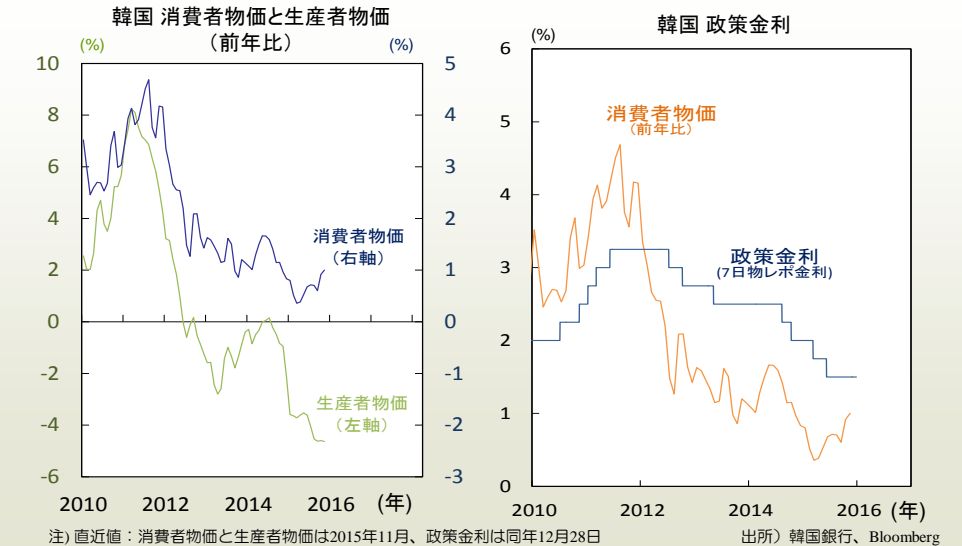 韓国 消費者物価と生産者物価
(前年比)
(%)
(%)
10
8
6
4
2
0
-2
-4
-6
5
4
3
2
1
0
-1
-2
-3
消費者物価
(右軸)
生産者物価
(左軸)
2010 2012 2014 2016 (年)
韓国 政策金利
(%)
6
5
4
3
2
1
0
消費者物価
(前年比)
政策金利
(7日物レポ金利)
2010 2012 2014 2016 (年)
注) 直近値:消費者物価と生産者物価は2015年11月、政策金利は同年12月28日
出所)韓国銀行、Bloomberg